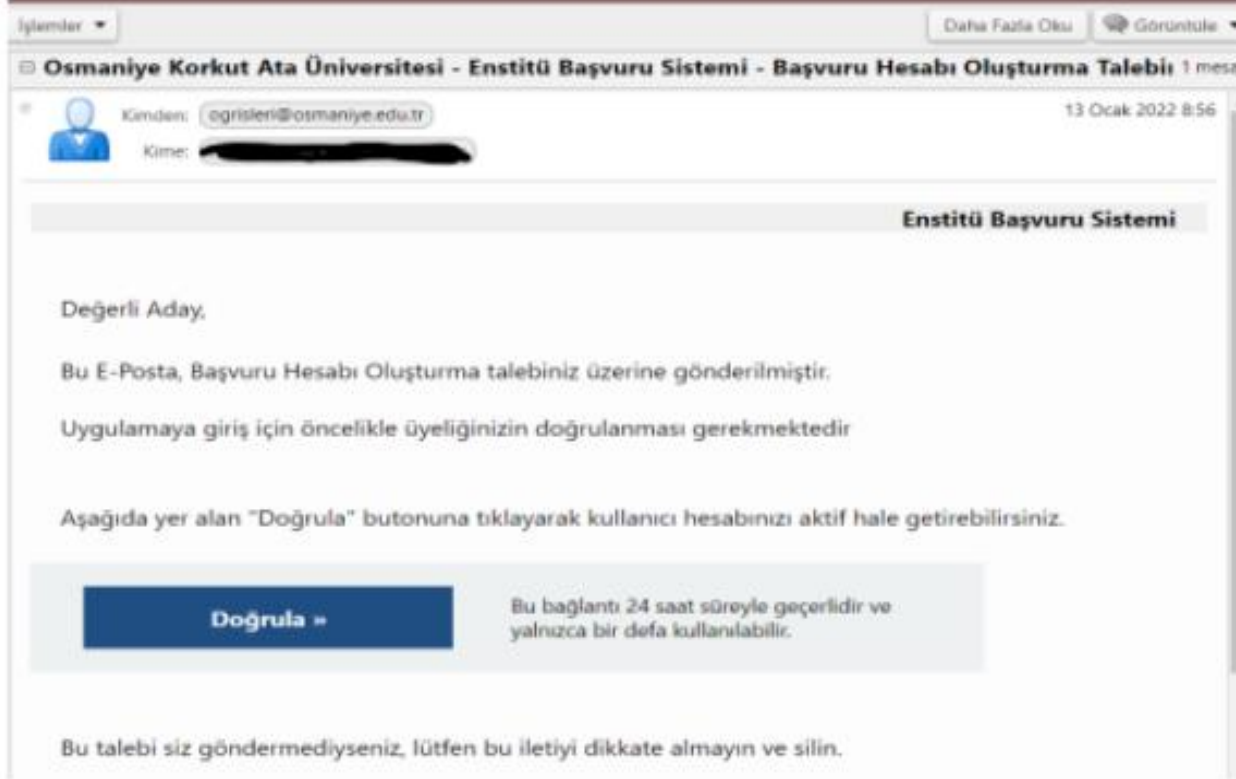 İşlemler
Daha Fazla Oku
Görüntüle
Osmaniye Korkut Ata Üniversitesi - Enstitü Başvuru Sistemi - Başvuru Hesabı Oluşturma Talebi
1 mesa
Kimden: ogrisleri@osmaniye.edu.tr
13 Ocak 2022 8:56
Kime:
Enstitü Başvuru Sistemi
Değerli Aday,
Bu E-Posta, Başvuru Hesabı Oluşturma talebiniz üzerine gönderilmiştir.
Uygulamaya giriş için öncelikle üyeliğinizin doğrulanması gerekmektedir
Aşağıda yer alan "Doğrula" butonuna tıklayarak kullanıcı hesabınızı aktif hale getirebilirsiniz.
Doğrula »
Bu bağlantı 24 saat süreyle geçerlidir ve
yalnızca bir defa kullanılabilir.
Bu talebi siz göndermediyseniz, lütfen bu iletiyi dikkate almayın ve silin.